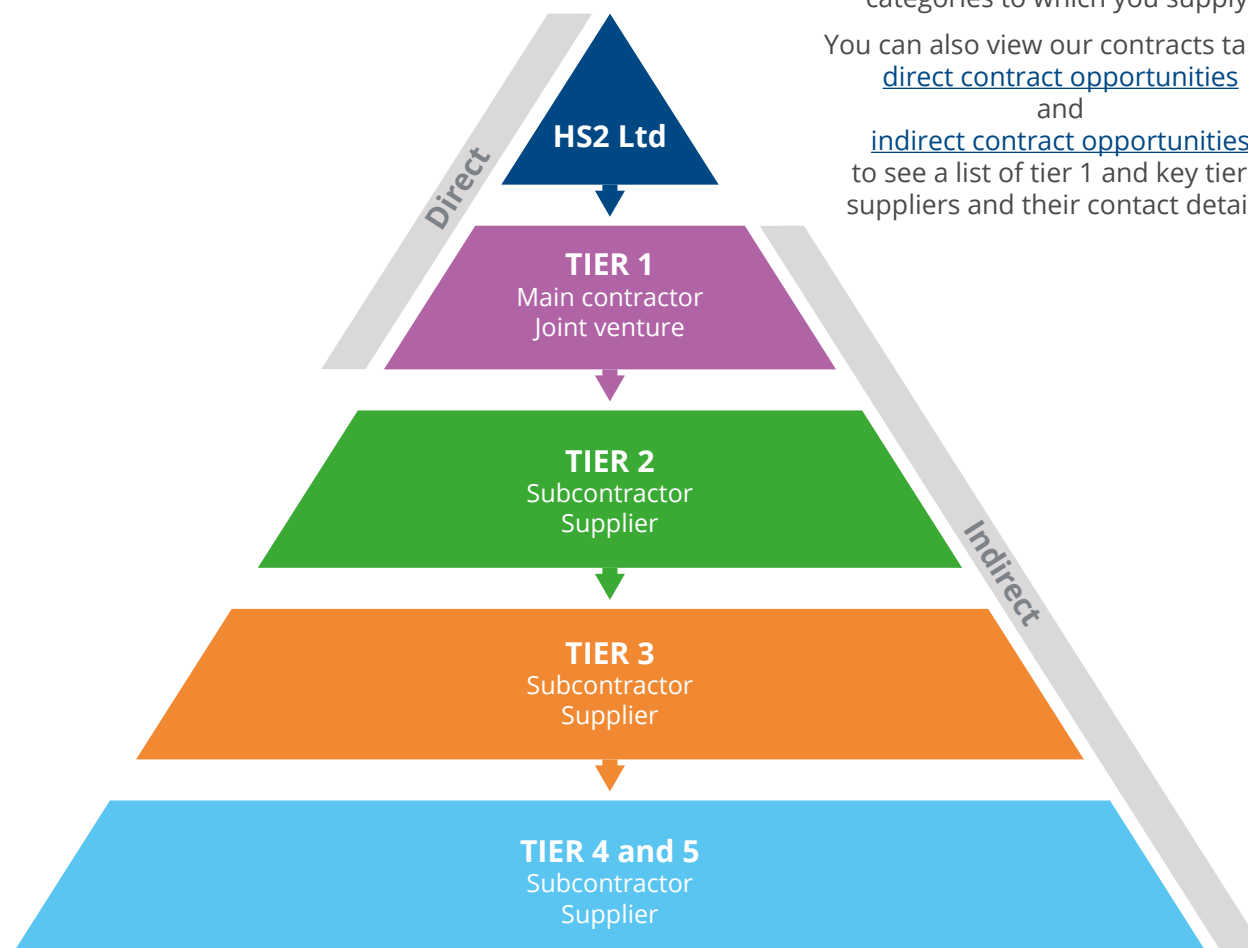 categories to which you supply
You can also view our contracts
direct contract opportunities
and
indirect contract opportunities
to see a list of tier 1 and key tier
suppliers and their contact
HS2 Ltd
Direct
TIER 1
Main contractor
Joint venture
TIER 2
Subcontractor
Supplier
Indirect
TIER 3
Subcontractor
Supplier
TIER 4 and 5
Subcontractor
Supplier